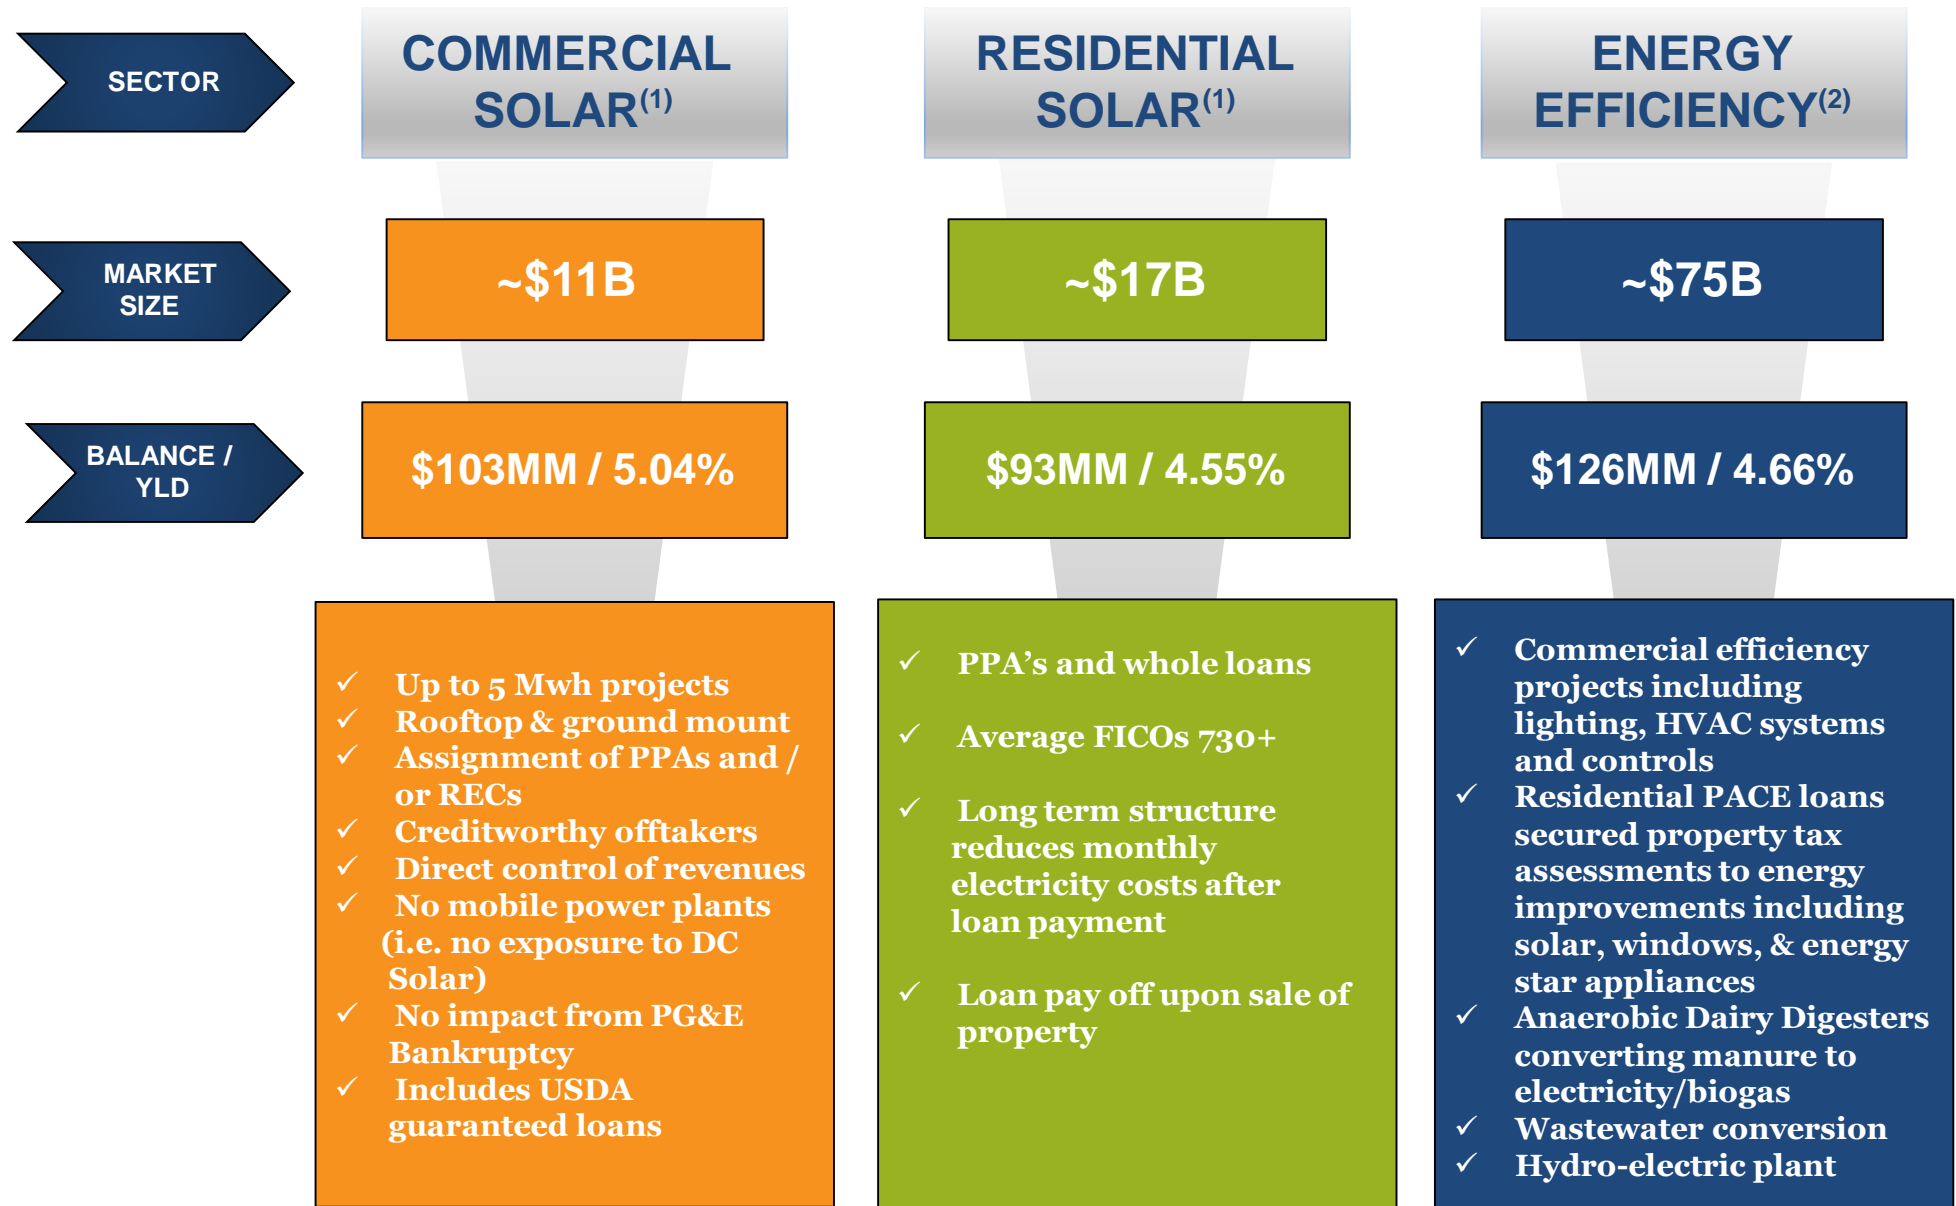 SECTOR
COMMERCIAL
SOLAR(1)
RESIDENTIAL
SOLAR(1)
ENERGY
EFFICIENCY(2)
MARKET
SIZE
~$11B
~$17B
~$75B
BALANCE /
YLD
$103MM / 5.04%
$93MM / 4.55%
$126MM / 4.66%
✓ Up to 5 Mwh projects
✓ Rooftop & ground mount
✓ Assignment of PPAs and /
or RECs
✓ Creditworthy offtakers
✓ Direct control of revenues
✓ No mobile power plants
(i.e. no exposure to DC
Solar)
✓ No impact from PG&E
Bankruptcy
✓ Includes USDA
guaranteed loans
✓ PPA’s and whole loans
✓ Average FICOs 730+
✓ Long term structure
reduces monthly
electricity costs after
loan payment
✓ Loan pay off upon sale of
property
✓ Commercial efficiency
projects including
lighting, HVAC systems
and controls
✓ Residential PACE loans
secured property tax
assessments to energy
improvements including
solar, windows, & energy
star appliances
✓ Anaerobic Dairy Digesters
converting manure to
electricity/biogas
✓ Wastewater conversion
✓ Hydro-electric plant